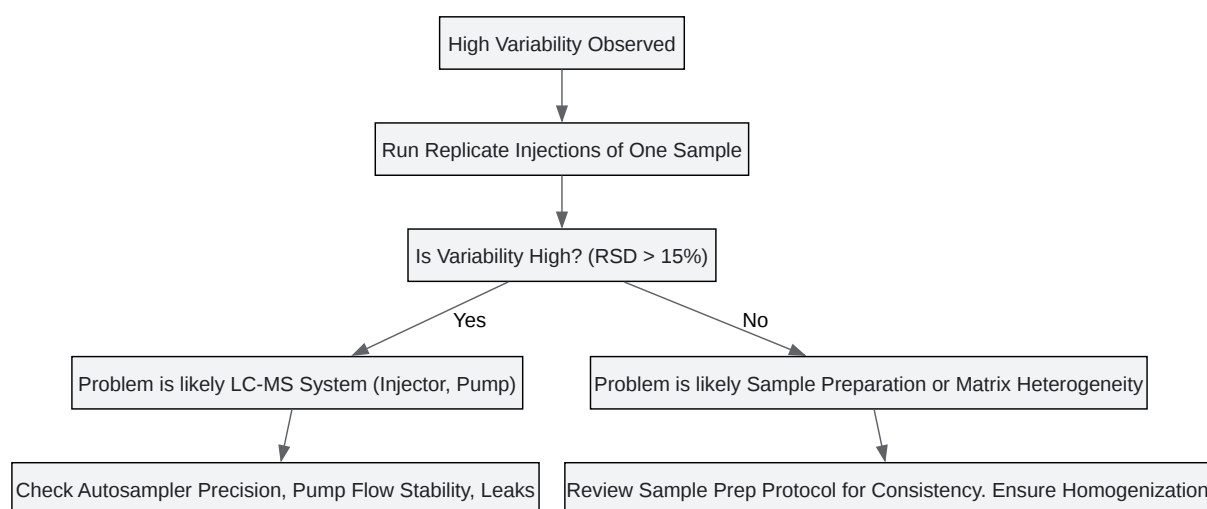 High Variability Observed
Run Replicate Injections of One Sample
Is Variability High? (RSD > 15%)
Yes
No
Problem is likely LC-MS System (Injector, Pump)
Problem is likely Sample Preparation or Matrix Heterogeneity
Check Autosampler Precision, Pump Flow Stability, Leaks
Review Sample Prep Protocol for Consistency. Ensure Homogenization